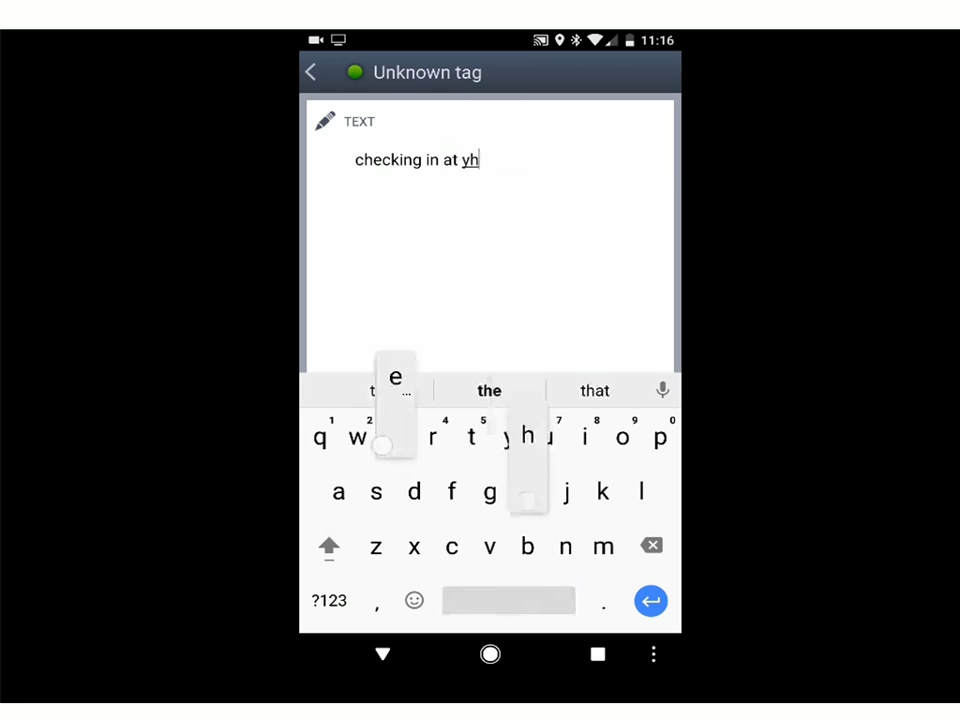 11:16
Unknown tag
TEXT
checking in at yh
e
t ... the that
1 2 4 5 7 8 9 0
q w r t y h u i o p
a s d f g j k l
z x c v b n m
?123 , .